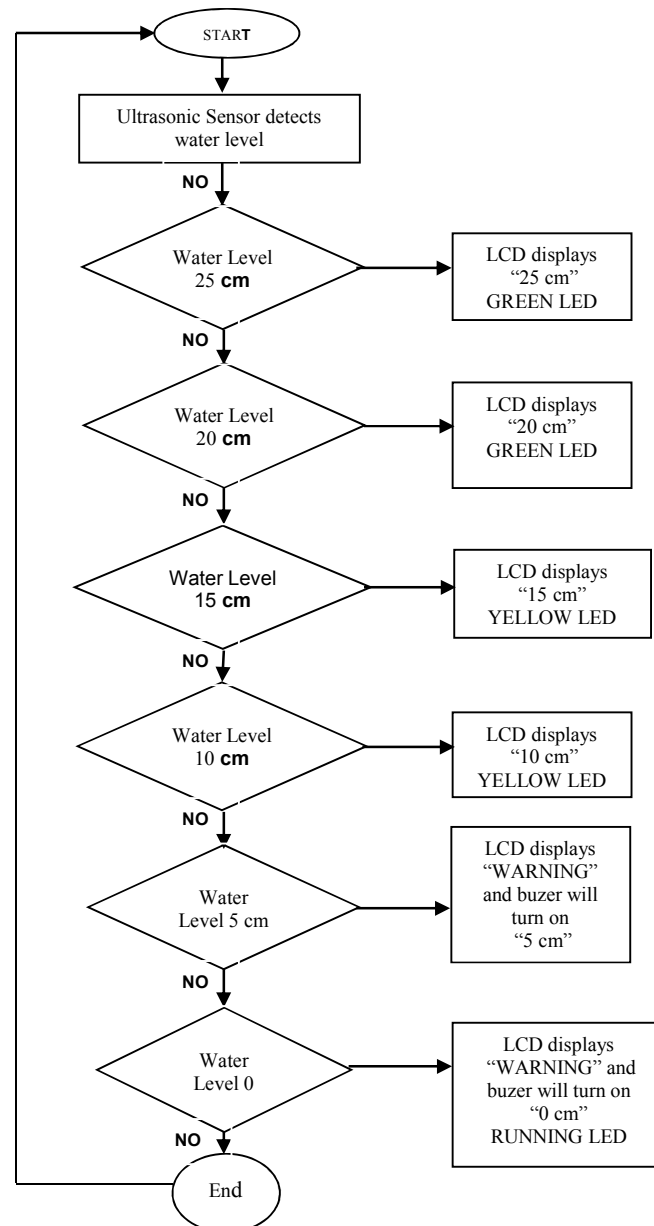 START
Ultrasonic Sensor detects
water level
NO
Water Level
25 cm
LCD displays
“25 cm”
GREEN LED
NO
Water Level
20 cm
LCD displays
“20 cm”
GREEN LED
NO
Water Level
15 cm
LCD displays
“15 cm”
YELLOW LED
NO
Water Level
10 cm
LCD displays
“10 cm”
YELLOW LED
NO
Water
Level 5 cm
LCD displays
“WARNING”
and buzer will
turn on
“5 cm”
NO
Water
Level 0
LCD displays
“WARNING” and
buzer will turn on
“0 cm”
RUNNING LED
NO
End